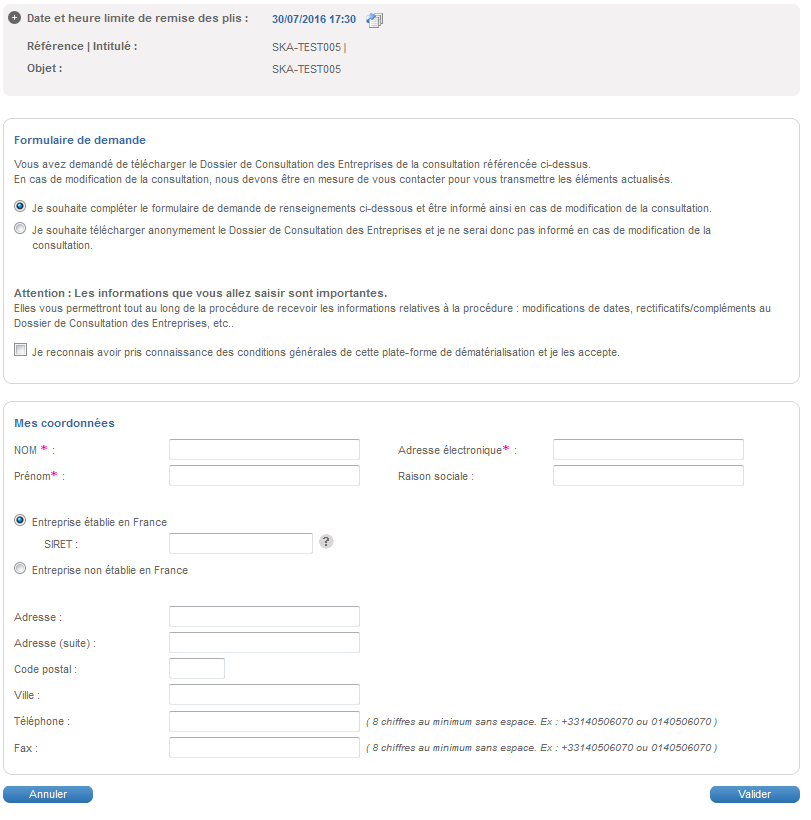 Date et heure limite de remise des plis : 30/07/2016 17:30
Référence | Intitulé : SKA-TEST005 |
Objet : SKA-TEST005
Formulaire de demande
Vous avez demandé de télécharger le Dossier de Consultation des Entreprises de la consultation référencée ci-dessus.
En cas de modification de la consultation, nous devons être en mesure de vous contacter pour vous transmettre les éléments actualisés.
Je souhaite compléter le formulaire de demande de renseignements ci-dessous et être informé ainsi en cas de modification de la consultation.
Je souhaite télécharger anonymement le Dossier de Consultation des Entreprises et je ne serai donc pas informé en cas de modification de la
consultation.
Attention : Les informations que vous allez saisir sont importantes.
Elles vous permettront tout au long de la procédure de recevoir les informations relatives à la procédure : modifications de dates, rectificatifs/compléments au
Dossier de Consultation des Entreprises, etc..
Je reconnais avoir pris connaissance des conditions générales de cette plate-forme de dématérialisation et je les accepte.
Mes coordonnées
NOM * : Adresse électronique* :
Prénom* : Raison sociale :
Entreprise établie en France
SIRET : ?
Entreprise non établie en France
Adresse :
Adresse (suite) :
Code postal :
Ville :
Téléphone : ( 8 chiffres au minimum sans espace. Ex : +33140506070 ou 0140506070 )
Fax : ( 8 chiffres au minimum sans espace. Ex : +33140506070 ou 0140506070 )
Annuler Valider